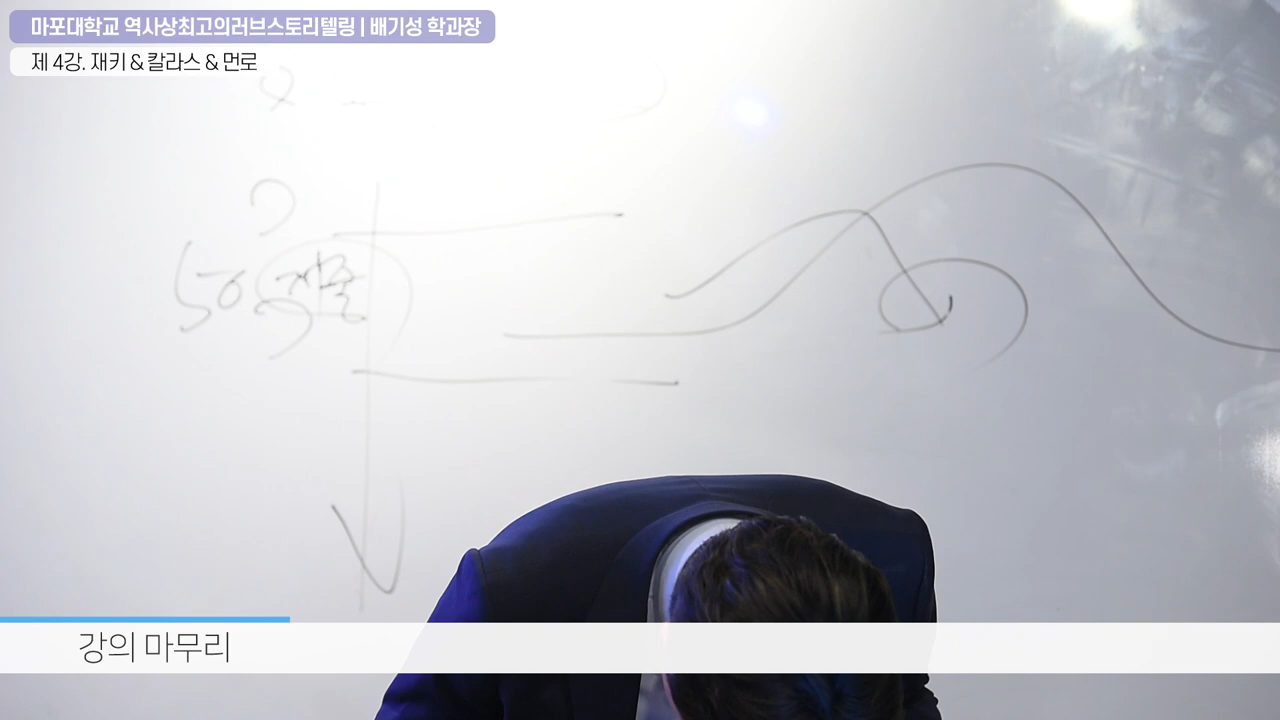 마포대학교 역사상최고의러브스토리텔링 | 배기성 학과장
제 4강. 재키 & 칼라스 & 먼로
50
강의 마무리